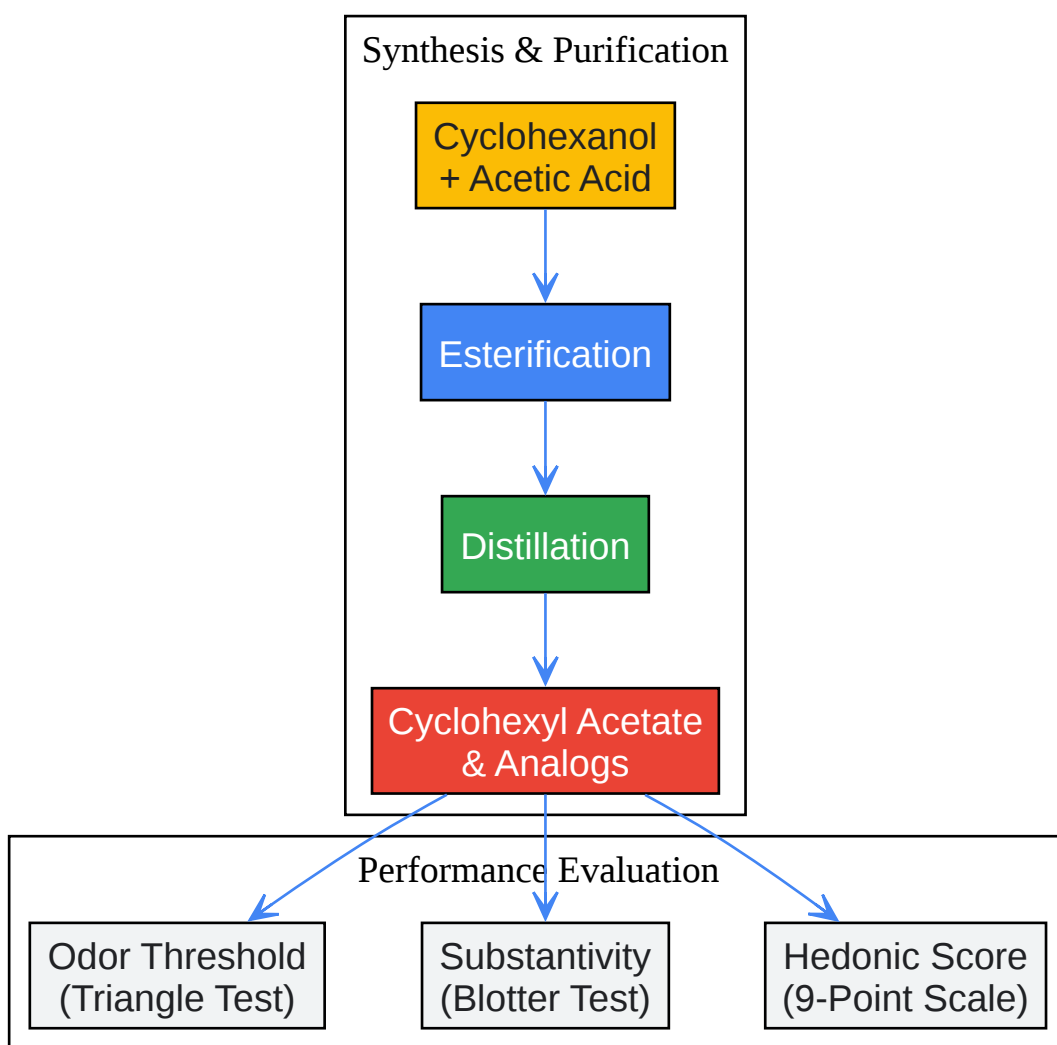 Synthesis & Purification
Cyclohexanol
+ Acetic Acid
Esterification
Distillation
Cyclohexyl Acetate
& Analogs
Performance Evaluation
Odor Threshold
(Triangle Test)
Substantivity
(Blotter Test)
Hedonic Score
(9-Point Scale)